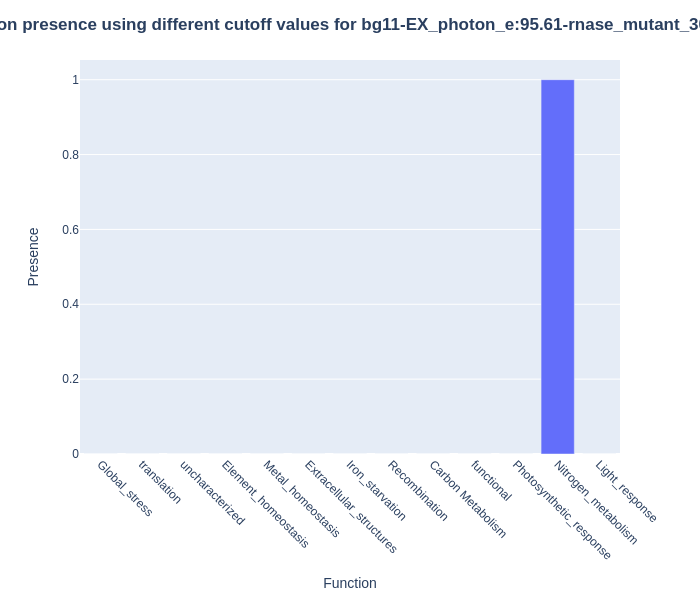 on presence using different cutoff values for bg11-EX_photon_e:95.61-rnase_mutant_3
Presence
1
0.8
0.6
0.4
0.2
0
Global_stress
translation
uncharacterized
Element_homeostasis
Metal_homeostasis
Extracellular_structures
Iron_starvation
Recombination
Carbon Metabolism
functional
Photosynthetic_response
Nitrogen_metabolism
Light_response
Function